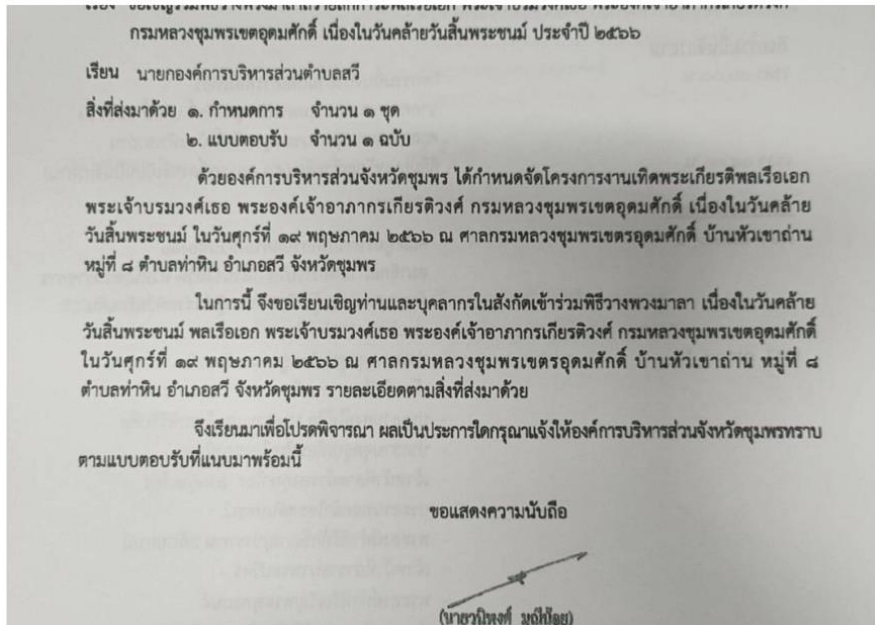 กรมหลวงชุมพรเขตอุดมศักดิ์ เนื่องในวันคล้ายวันสิ้นพระชนม์ ประจำปี ๒๕๖๖
เรียน นายกองค์การบริหารส่วนตำบลสวี
สิ่งที่ส่งมาด้วย ๑. กำหนดการ จำนวน ๑ ชุด
๒. แบบตอบรับ จำนวน ๑ ฉบับ
ด้วยองค์การบริหารส่วนจังหวัดชุมพร ได้กำหนดจัดโครงการงานเทิดพระเกียรติพลเรือเอก
พระเจ้าบรมวงศ์เธอ พระองค์เจ้าอาภากรเกียรติวงศ์ กรมหลวงชุมพรเขตอุดมศักดิ์ เนื่องในวันคล้าย
วันสิ้นพระชนม์ ในวันศุกร์ที่ ๑๙ พฤษภาคม ๒๕๖๖ ณ ศาลกรมหลวงชุมพรเขตรอุดมศักดิ์ บ้านหัวเขาถ่าน
หมู่ที่ ๘ ตำบลท่าหิน อำเภอสวี จังหวัดชุมพร
ในการนี้ จึงขอเรียนเชิญท่านและบุคลากรในสังกัดเข้าร่วมพิธีวางพวงมาลา เนื่องในวันคล้าย
วันสิ้นพระชนม์ พลเรือเอก พระเจ้าบรมวงศ์เธอ พระองค์เจ้าอาภากรเกียรติวงศ์ กรมหลวงชุมพรเขตอุดมศักดิ์
ในวันศุกร์ที่ ๑๙ พฤษภาคม ๒๕๖๖ ณ ศาลกรมหลวงชุมพรเขตรอุดมศักดิ์ บ้านหัวเขาถ่าน หมู่ที่ ๘
ตำบลท่าหิน อำเภอสวี จังหวัดชุมพร รายละเอียดตามสิ่งที่ส่งมาด้วย
จึงเรียนมาเพื่อโปรดพิจารณา ผลเป็นประการใดกรุณาแจ้งให้องค์การบริหารส่วนจังหวัดชุมพรทราบ
ตามแบบตอบรับที่แนบมาพร้อมนี้
ขอแสดงความนับถือ